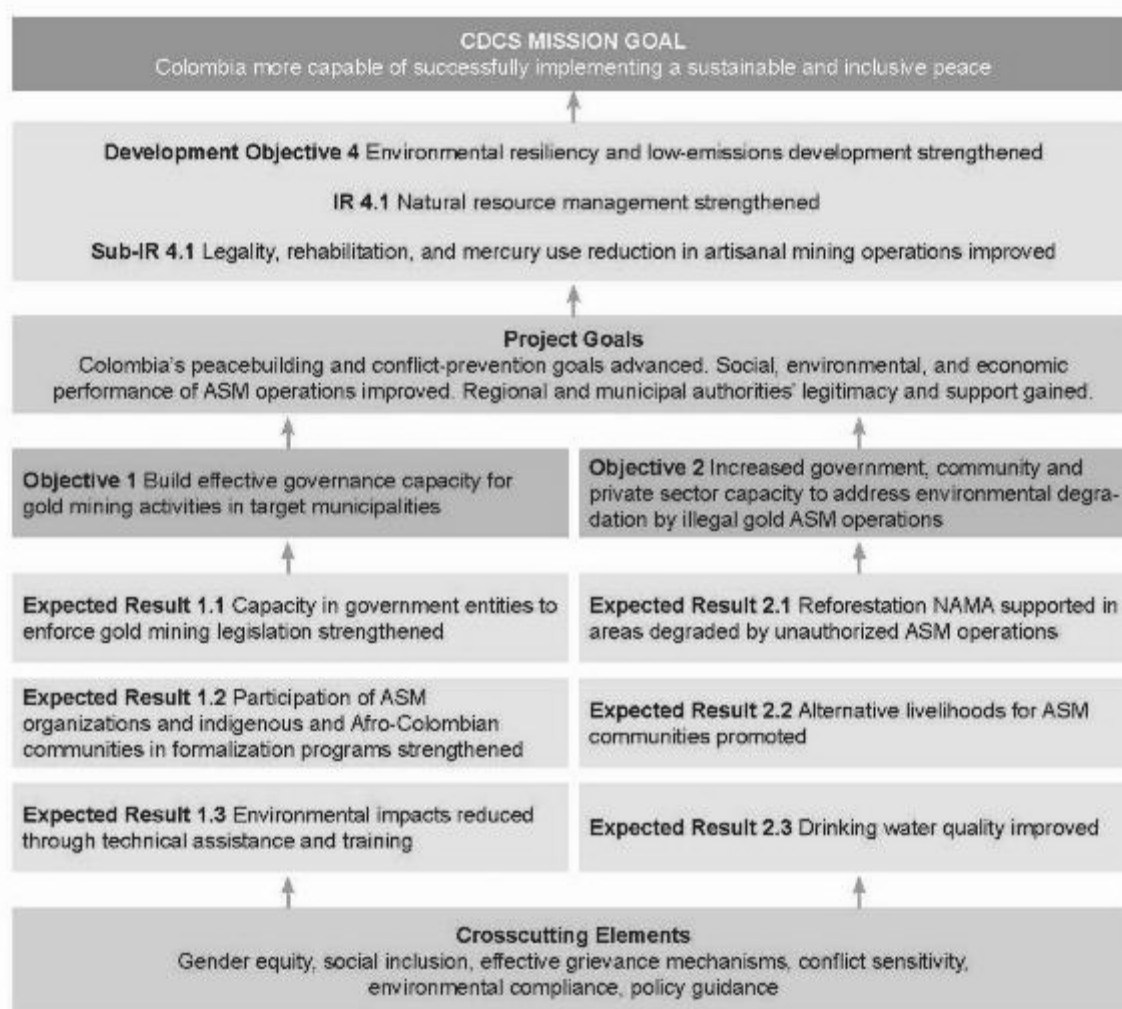 CDCS MISSION GOAL
Colombia more capable of successfully implementing a sustainable and inclusive peace
Development Objective 4 Environmental resiliency and low-emissions development strengthened
IR 4.1 Natural resource management strengthened
Sub-IR 4.1 Legality, rehabilitation, and mercury use reduction in artisanal mining operations improved
Project Goals
Colombia's peacebuilding and conflict-prevention goals advanced. Social, environmental, and economic
performance of ASM operations improved. Regional and municipal authorities' legitimacy and support gained.
Objective 1 Build effective governance capacity for
gold mining activities in target municipalities
Objective 2 Increased government, community and
private sector capacity to address environmental degra-
dation by illegal gold ASM operations
Expected Result 1.1 Capacity in government entities to
enforce gold mining legislation strengthened
Expected Result 2.1 Reforestation NAMA supported in
areas degraded by unauthorized ASM operations
Expected Result 1.2 Participation of ASM
organizations and indigenous and Afro-Colombian
communities in formalization programs strengthened
Expected Result 2.2 Alternative livelihoods for ASM
communities promoted
Expected Result 1.3 Environmental impacts reduced
through technical assistance and training
Expected Result 2.3 Drinking water quality improved
Crosscutting Elements
Gender equity, social inclusion, effective grievance mechanisms, conflict sensitivity,
environmental compliance, policy guidance